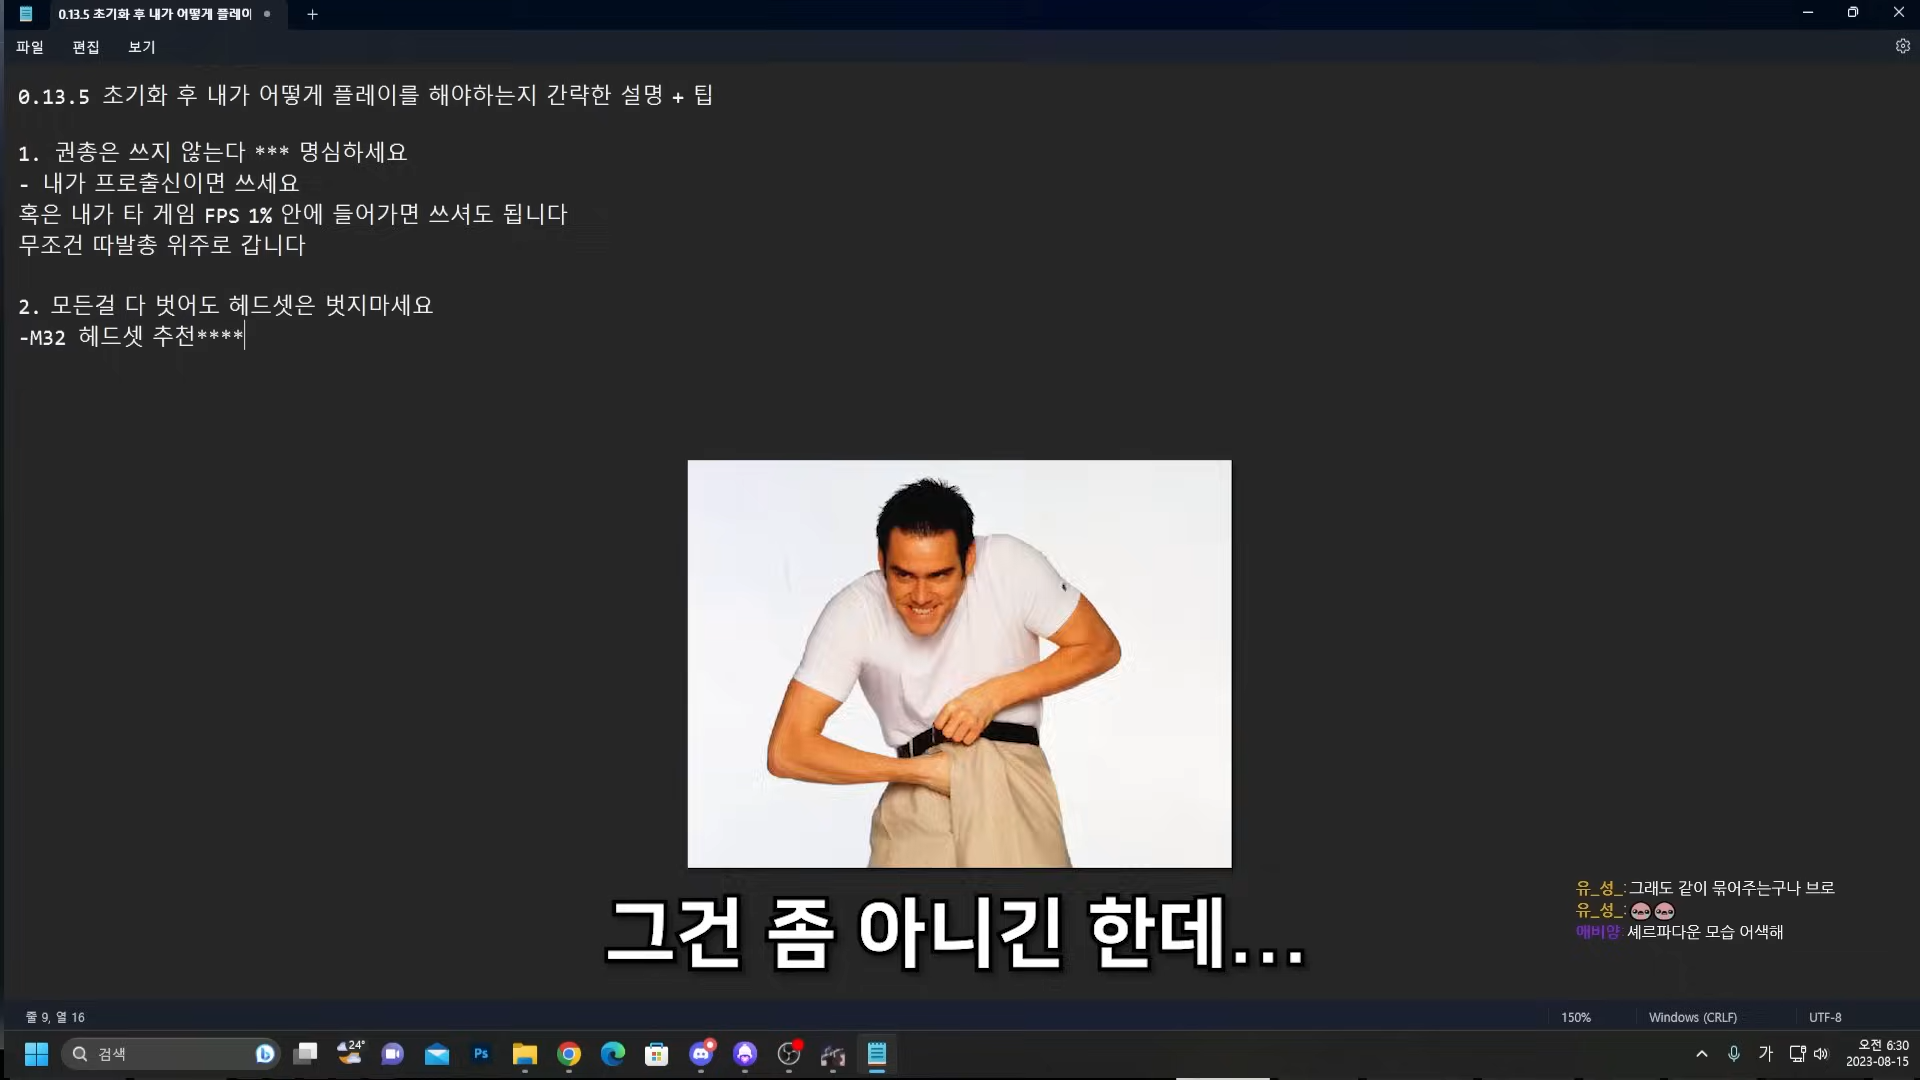 0.13.5 초기화 후 내가 어떻게 플레이
파일 편집 보기
0.13.5 초기화 후 내가 어떻게 플레이를 해야하는지 간략한 설명 + 팁
1. 권총은 쓰지 않는다 *** 명심하세요
- 내가 프로출신이면 쓰세요
혹은 내가 타 게임 FPS 1% 안에 들어가면 쓰셔도 됩니다
무조건 따발총 위주로 갑니다
2. 모든걸 다 벗어도 헤드셋은 벗지마세요
-M32 헤드셋 추천****
그건 좀 아니긴 한데...
유_성_: 그래도 같이 묶어주는구나 브로
유_성_:
애비양: 셰르파다운 모습 어색해
줄 9, 열 16
150%
Windows (CRLF)
UTF-8
검색
24°
Ps
가
오전 6:30
2023-08-15